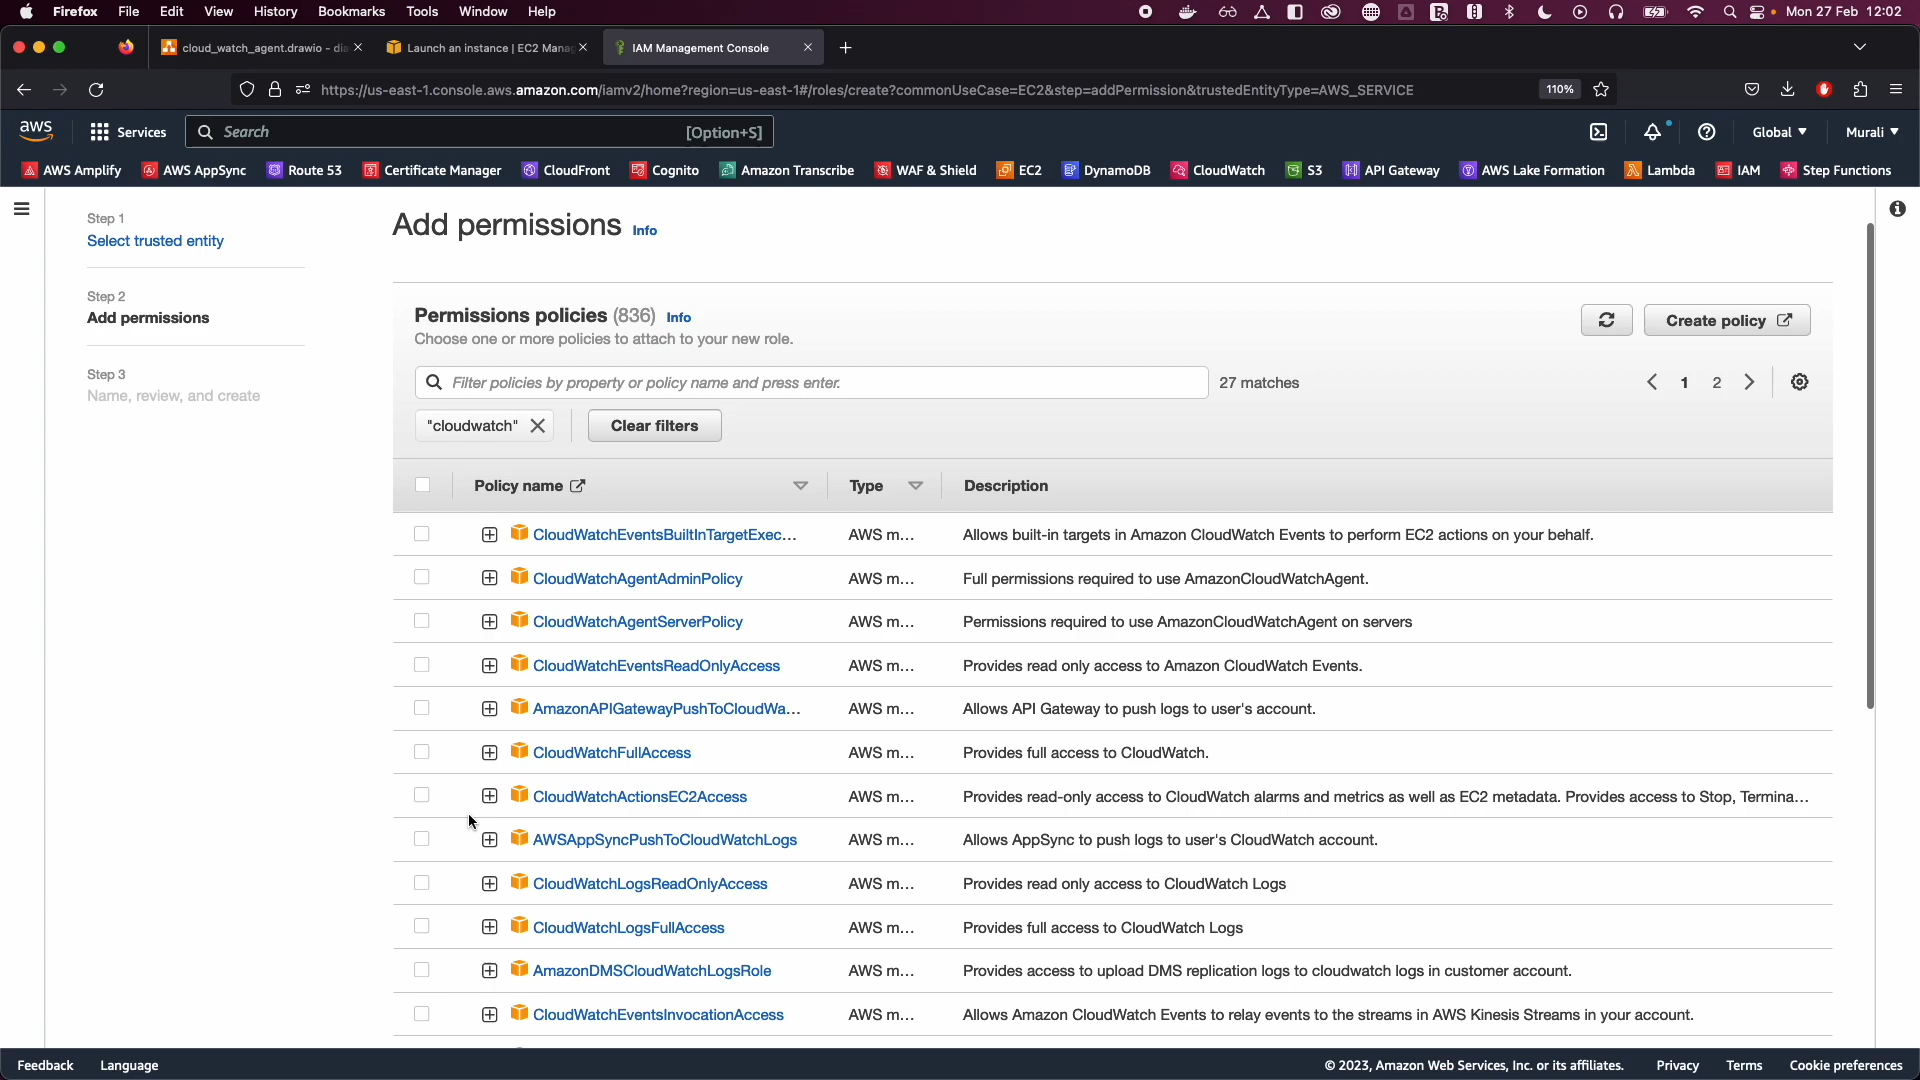 Firefox File Edit View History Bookmarks Tools Window Help Mon 27 Feb 12:02
cloud_watch_agent.drawio - dia Launch an instance | EC2 Manag IAM Management Console
https://us-east-1.console.aws.amazon.com/iamv2/home?region=us-east-1#/roles/create?commonUseCase=EC2&step=addPermission&trustedEntityType=AWS_SERVICE 110%
aws Services Search [Option+S] Global Murali
AWS Amplify AWS AppSync Route 53 Certificate Manager CloudFront Cognito Amazon Transcribe WAF & Shield EC2 DynamoDB CloudWatch S3 API Gateway AWS Lake Formation Lambda IAM Step Functions
Step 1
Select trusted entity
Step 2
Add permissions
Step 3
Name, review, and create
Add permissions Info
Permissions policies (836) Info
Choose one or more policies to attach to your new role.
Create policy
Filter policies by property or policy name and press enter.
27 matches
1 2
"cloudwatch"
Clear filters
Policy name Type Description
CloudWatchEventsBuiltInTargetExec... AWS m... Allows built-in targets in Amazon CloudWatch Events to perform EC2 actions on your behalf.
CloudWatchAgentAdminPolicy AWS m... Full permissions required to use AmazonCloudWatchAgent.
CloudWatchAgentServerPolicy AWS m... Permissions required to use AmazonCloudWatchAgent on servers
CloudWatchEventsReadOnlyAccess AWS m... Provides read only access to Amazon CloudWatch Events.
AmazonAPIGatewayPushToCloudWa... AWS m... Allows API Gateway to push logs to user's account.
CloudWatchFullAccess AWS m... Provides full access to CloudWatch.
CloudWatchActionsEC2Access AWS m... Provides read-only access to CloudWatch alarms and metrics as well as EC2 metadata. Provides access to Stop, Termina...
AWSAppSyncPushToCloudWatchLogs AWS m... Allows AppSync to push logs to user's CloudWatch account.
CloudWatchLogsReadOnlyAccess AWS m... Provides read only access to CloudWatch Logs
CloudWatchLogsFullAccess AWS m... Provides full access to CloudWatch Logs
AmazonDMSCloudWatchLogsRole AWS m... Provides access to upload DMS replication logs to cloudwatch logs in customer account.
CloudWatchEventsInvocationAccess AWS m... Allows Amazon CloudWatch Events to relay events to the streams in AWS Kinesis Streams in your account.
Feedback Language © 2023, Amazon Web Services, Inc. or its affiliates. Privacy Terms Cookie preferences